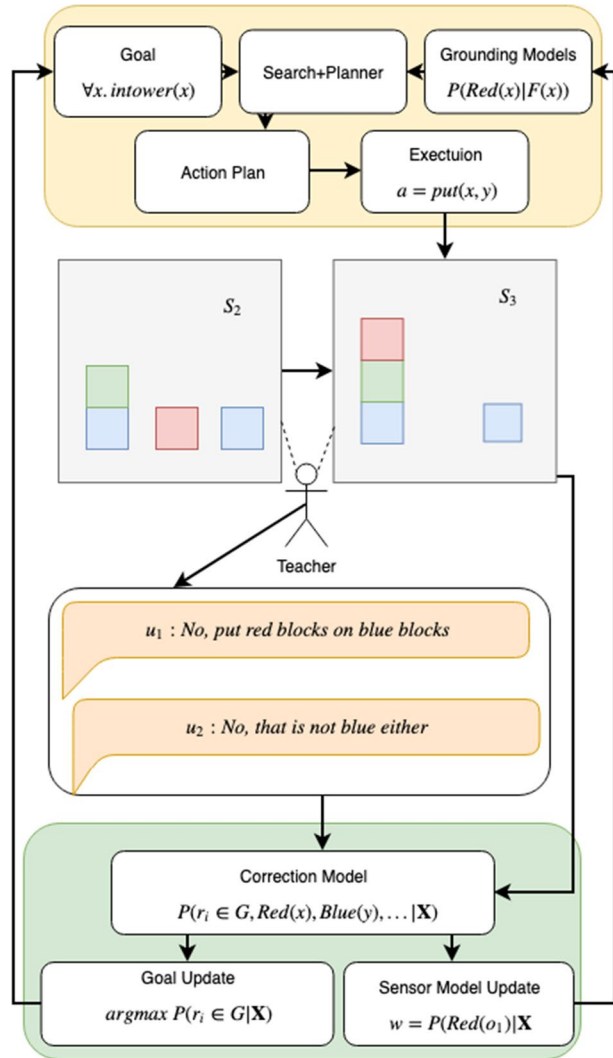 Goal
∀x. intower(x)
Search+Planner
Grounding Models
P(Red(x)|F(x))
Action Plan
Exectuion
a = put(x, y)
S₂
S₃
Teacher
u₁ : No, put red blocks on blue blocks
u₂ : No, that is not blue either
Correction Model
P(rᵢ ∈ G, Red(x), Blue(y), … |X)
Goal Update
argmax P(rᵢ ∈ G|X)
Sensor Model Update
w = P(Red(o₁)|X